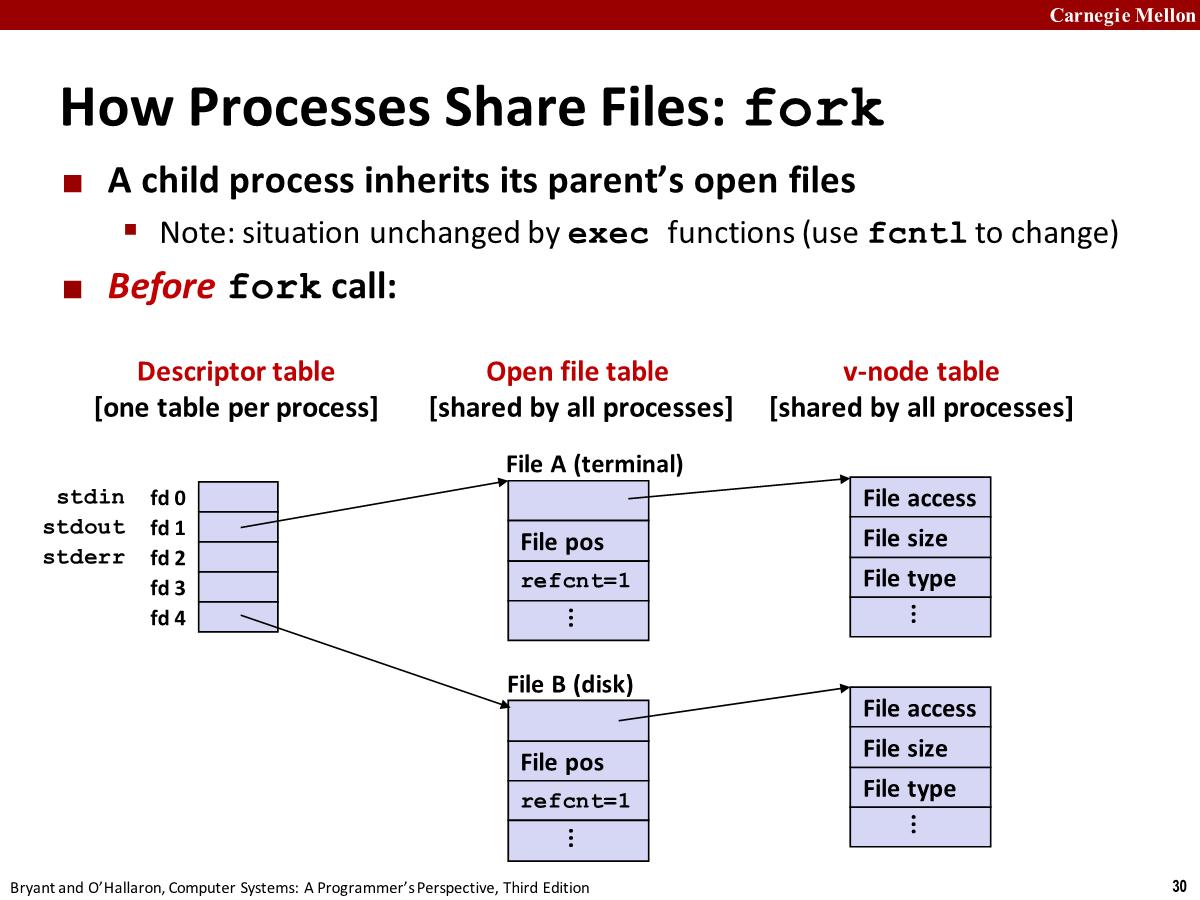 Carnegie Mellon
How Processes Share Files: fork
■ A child process inherits its parent’s open files
▪ Note: situation unchanged by exec functions (use fcntl to change)
■ Before fork call:
Descriptor table
[one table per process]
Open file table
[shared by all processes]
v-node table
[shared by all processes]
stdin fd 0
stdout fd 1
stderr fd 2
fd 3
fd 4
File A (terminal)
File pos
refcnt=1
⋮
File access
File size
File type
⋮
File B (disk)
File pos
refcnt=1
⋮
File access
File size
File type
⋮
Bryant and O’Hallaron, Computer Systems: A Programmer’s Perspective, Third Edition
30